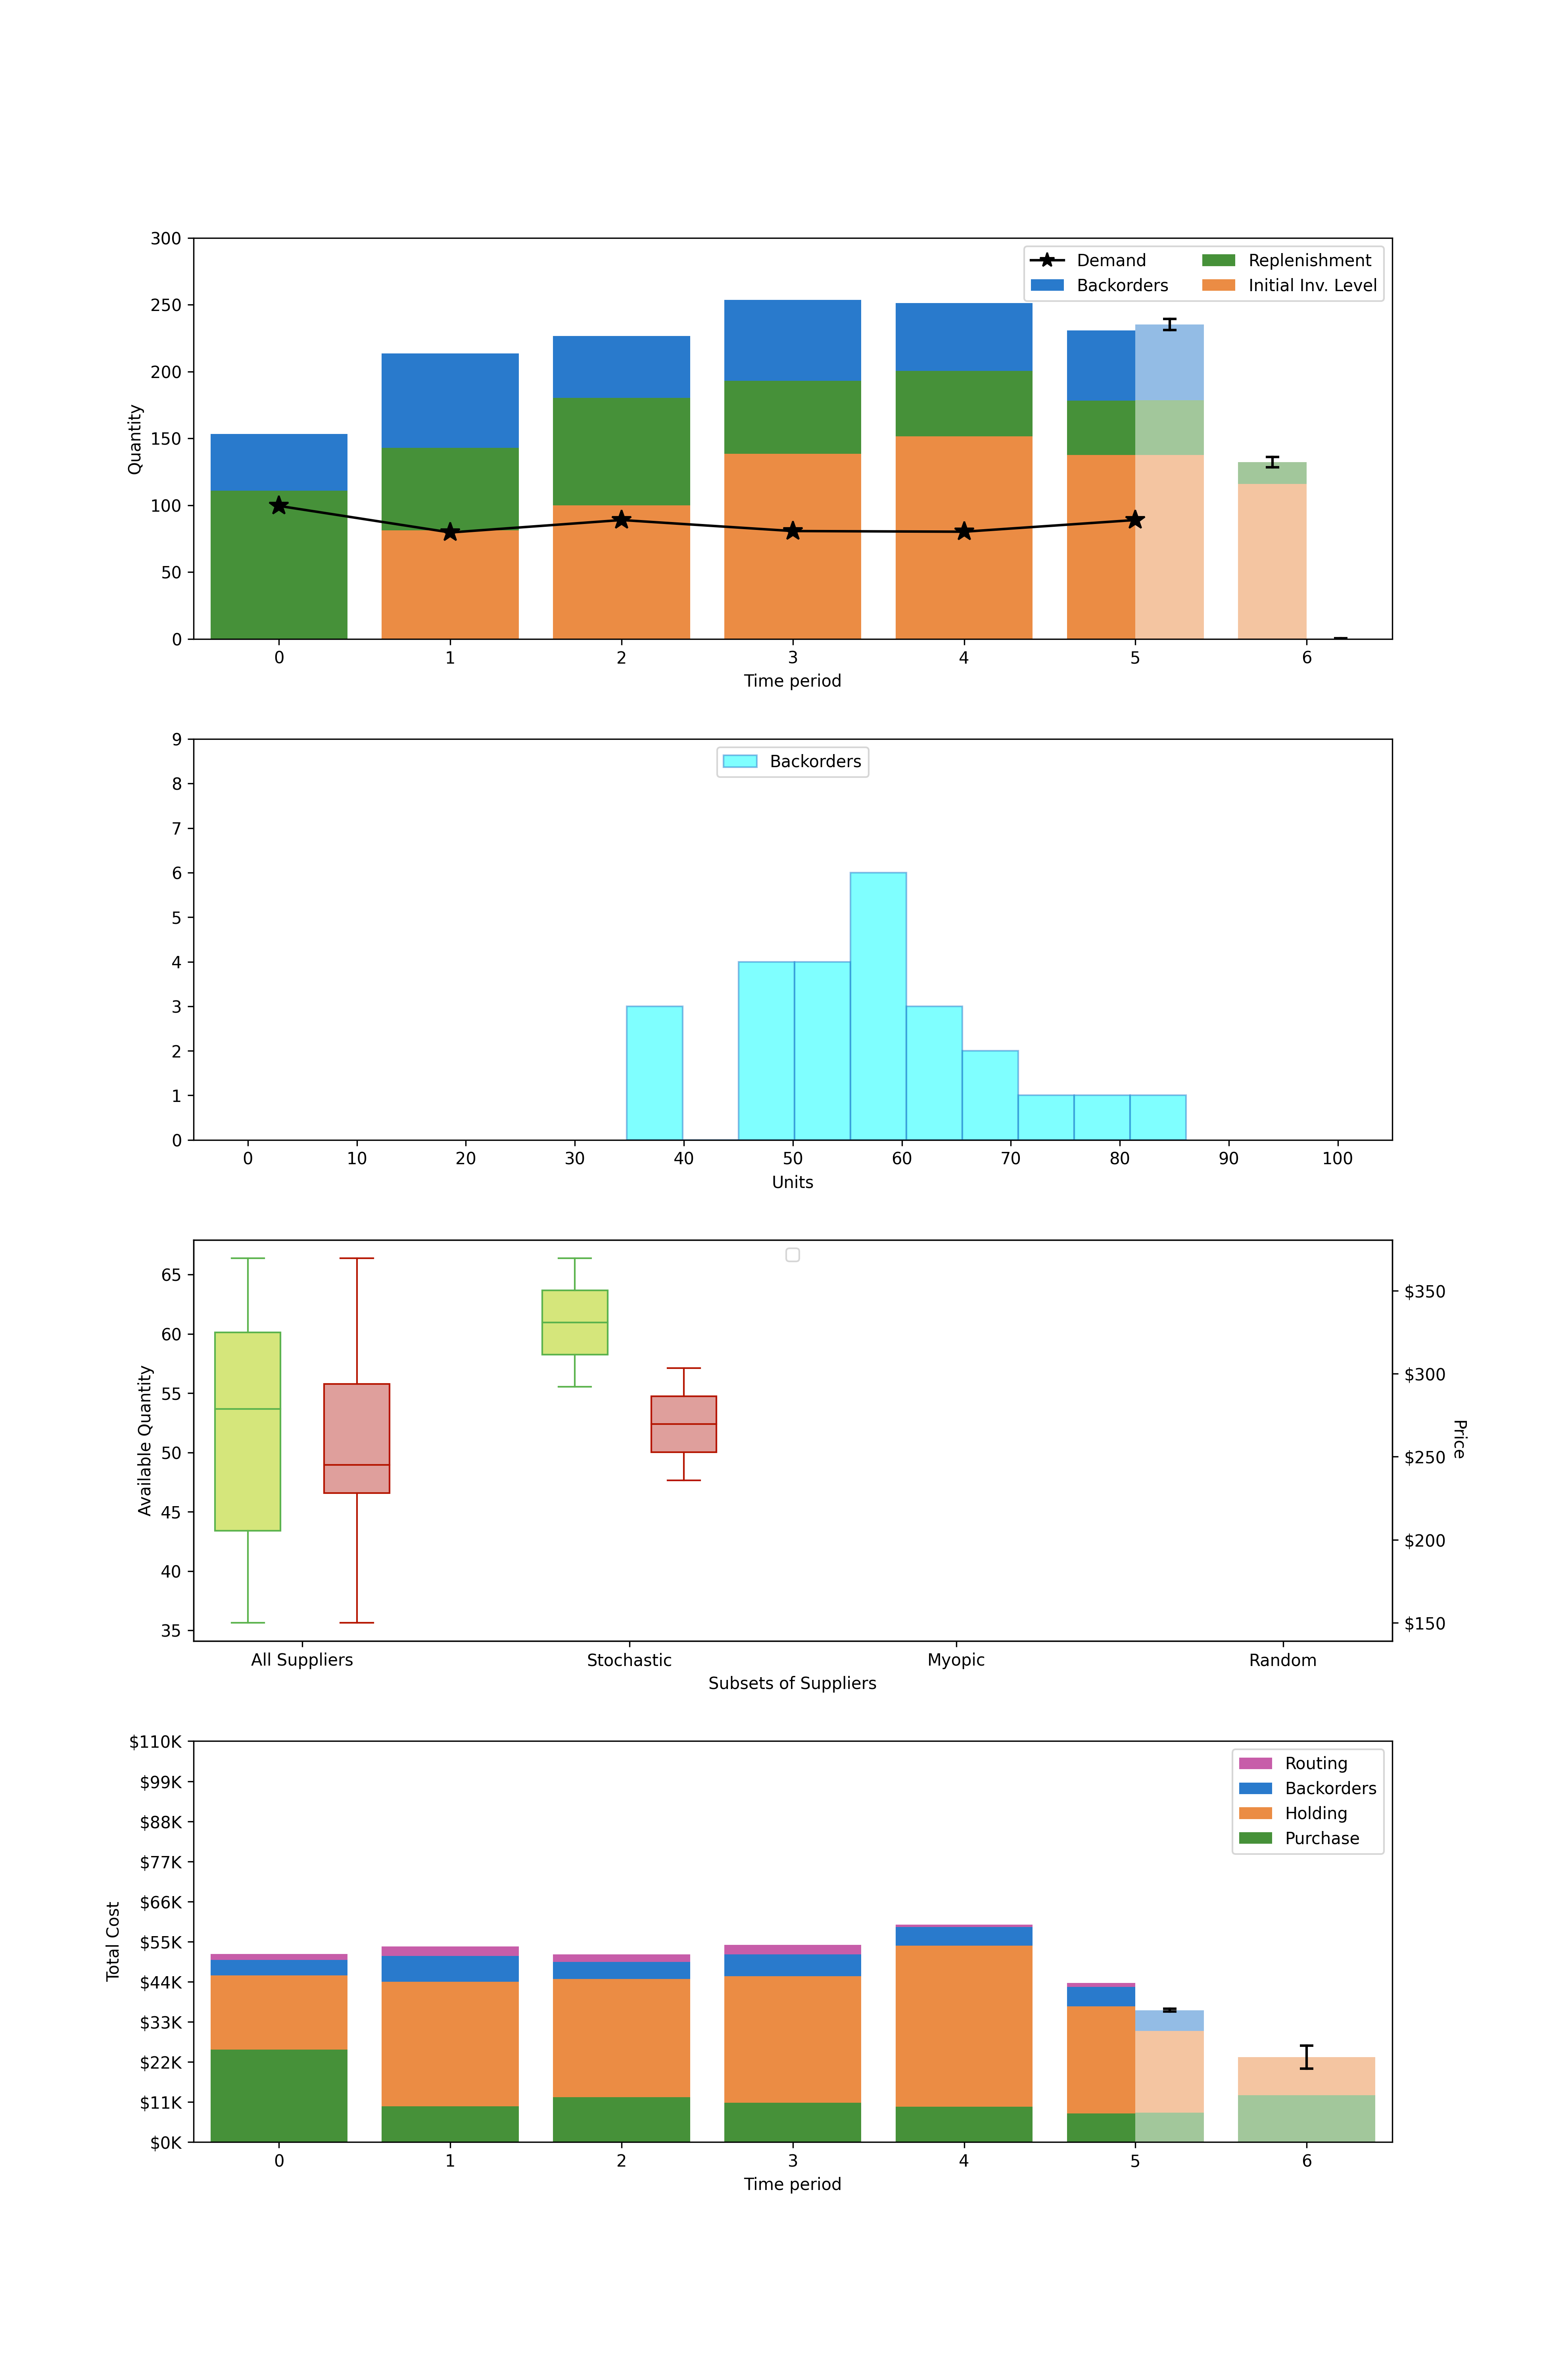 300
250
200
150
100
50
0
Quantity
Demand
Backorders
Replenishment
Initial Inv. Level
0 1 2 3 4 5 6
Time period
9
8
7
6
5
4
3
2
1
0
Backorders
0 10 20 30 40 50 60 70 80 90 100
Units
65
60
55
50
45
40
35
Available Quantity
$350
$300
$250
$200
$150
Price
All Suppliers Stochastic Myopic Random
Subsets of Suppliers
$110K
$99K
$88K
$77K
$66K
$55K
$44K
$33K
$22K
$11K
$0K
Total Cost
Routing
Backorders
Holding
Purchase
0 1 2 3 4 5 6
Time period